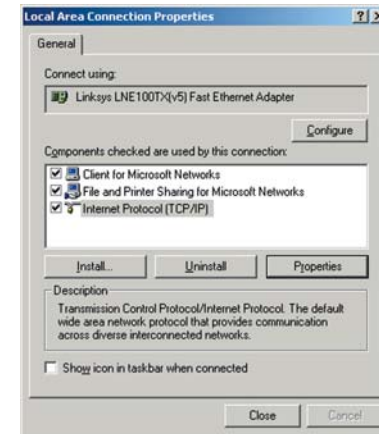 Local Area Connection Properties
General
Connect using:
Linksys LNE100TX(v5) Fast Ethernet Adapter
Configure
Components checked are used by this connection:
Client for Microsoft Networks
File and Printer Sharing for Microsoft Networks
Internet Protocol (TCP/IP)
Install... Uninstall Properties
Description
Transmission Control Protocol/Internet Protocol. The default
wide area network protocol that provides communication
across diverse interconnected networks.
Show icon in taskbar when connected
Close Cancel